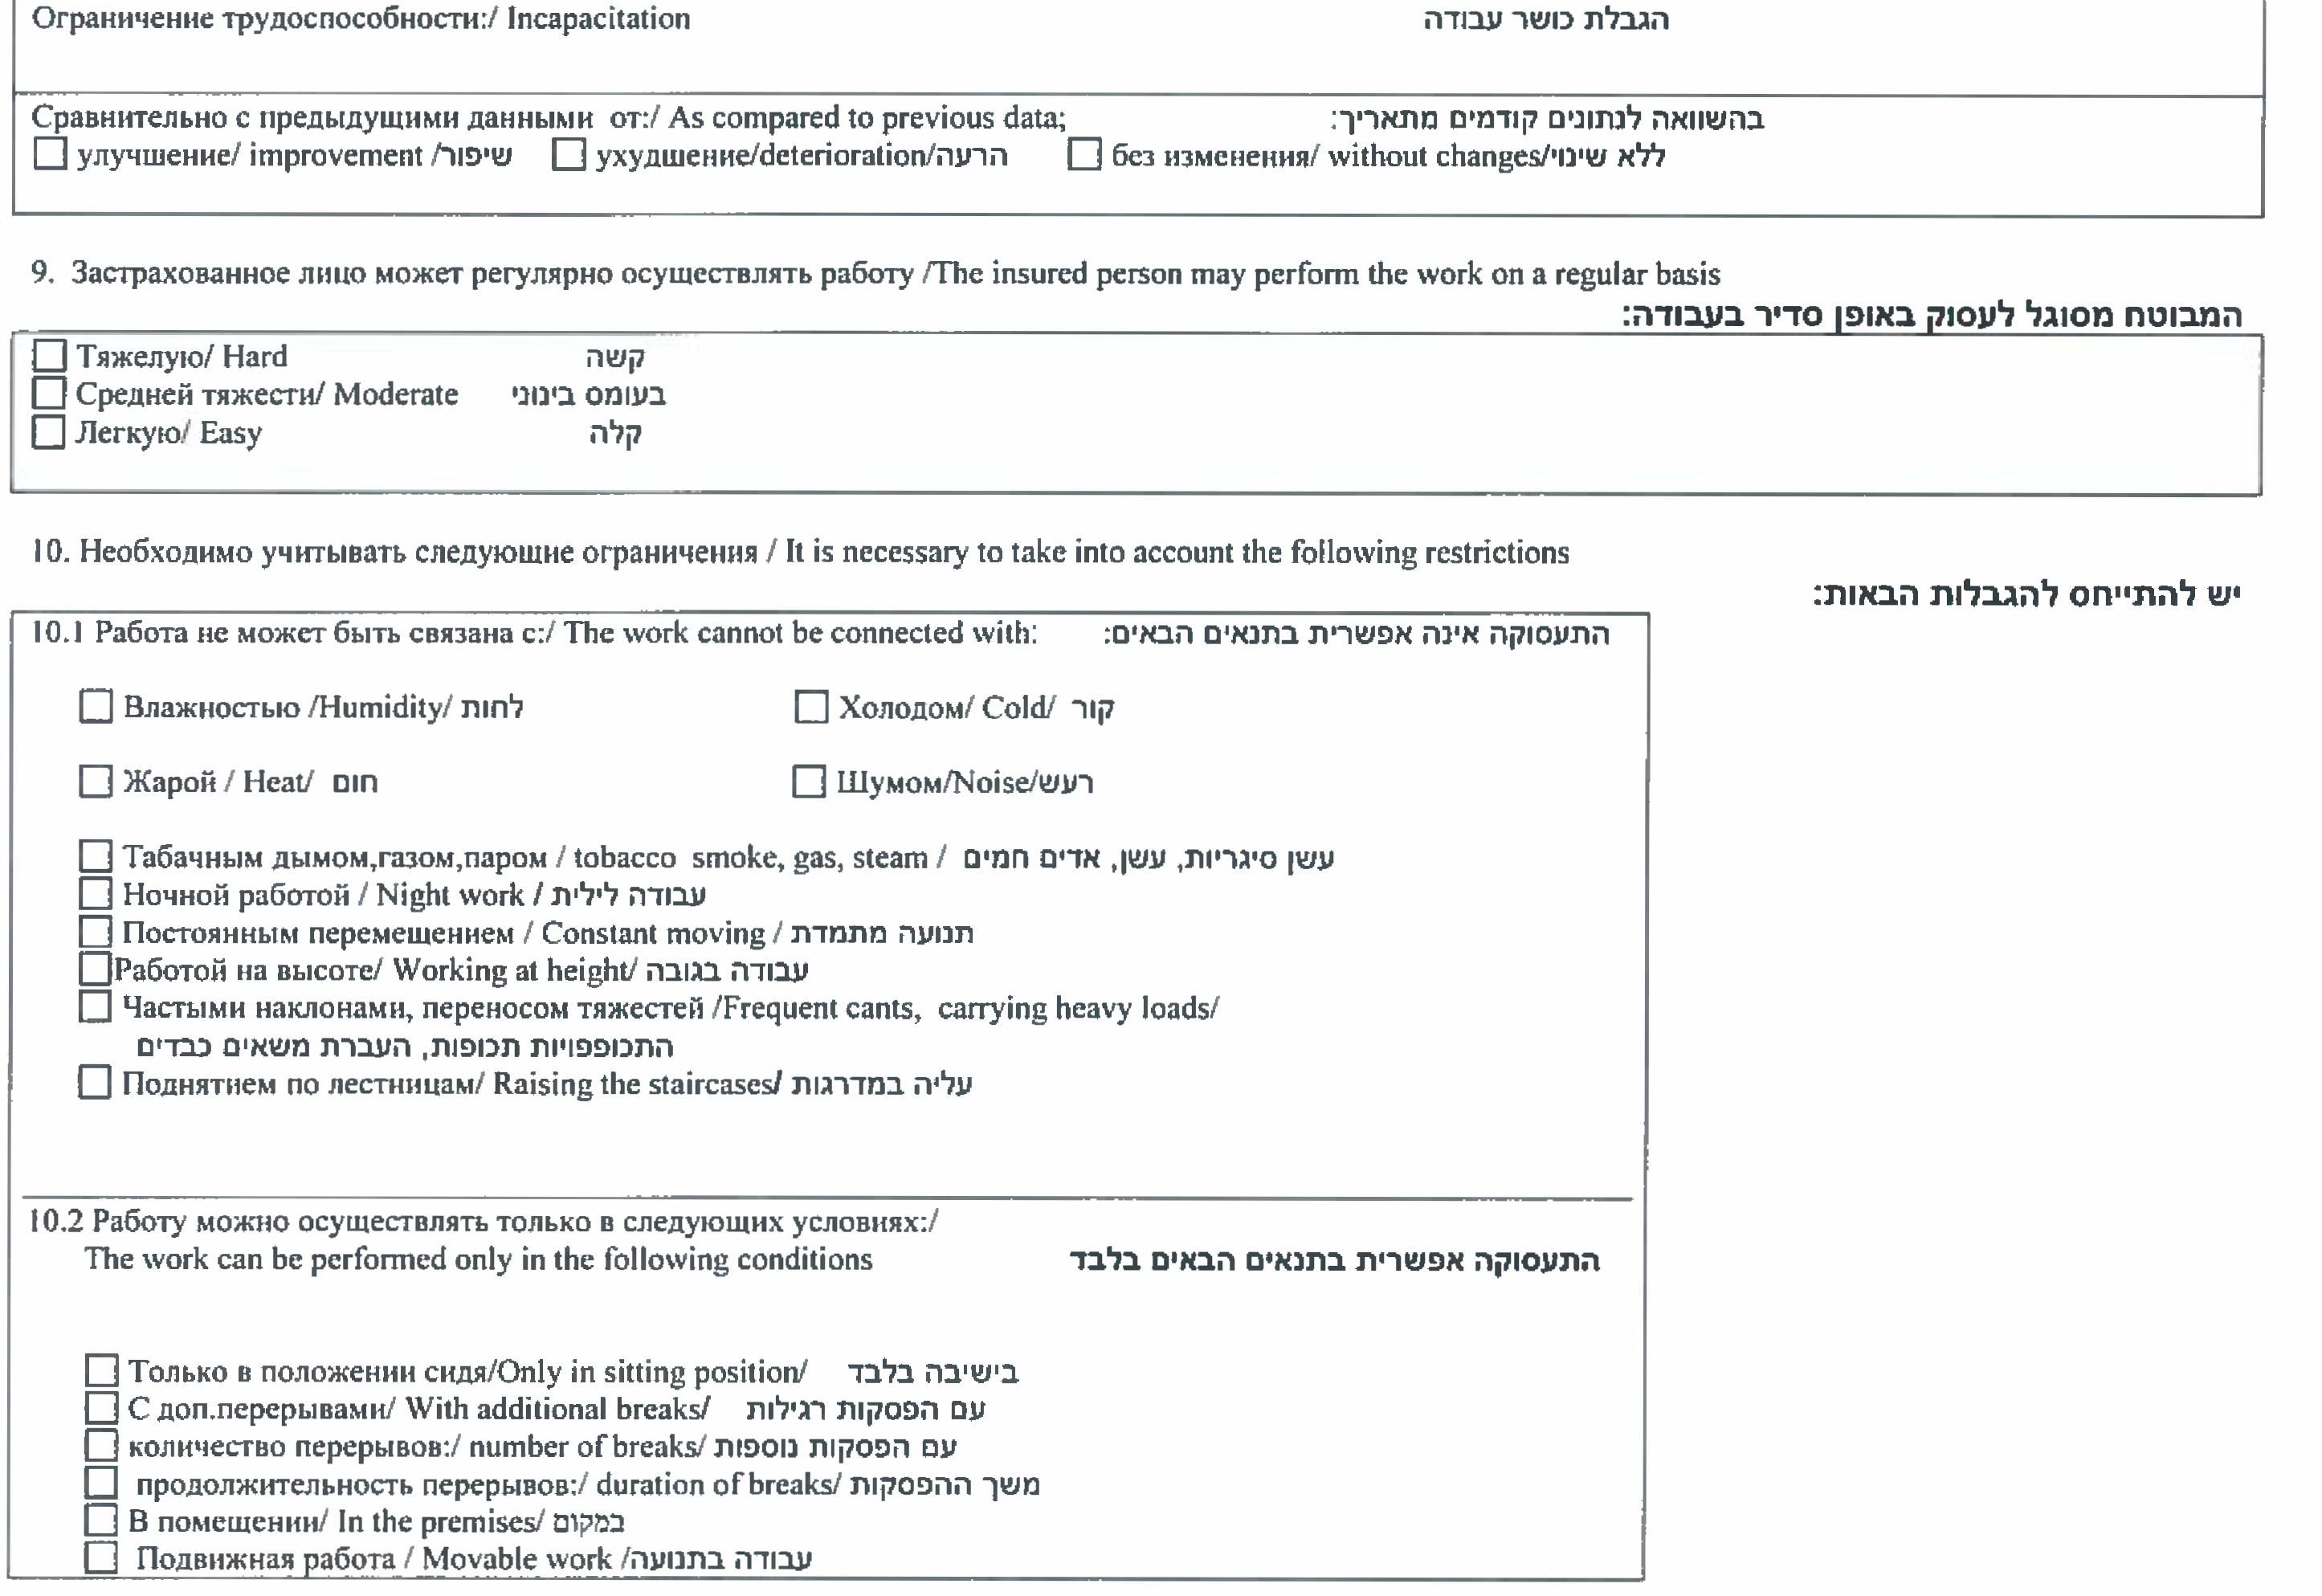 Ограничение трудоспособности:/ Incapacitation הגבלת כושר עבודה
Сравнительно с предыдущими данными от:/ As compared to previous data; בהשוואה לנתונים קודמים מתאריך:
улучшение/ improvement /שיפור ухудшение/deterioration/הרעה без изменения/ without changes/ללא שינוי
9. Застрахованное лицо может регулярно осуществлять работу /The insured person may perform the work on a regular basis
המבוטח מסוגל לעסוק באופן סדיר בעבודה:
Тяжелую/ Hard קשה
Средней тяжести/ Moderate בעומס בינוני
Легкую/ Easy קלה
10. Необходимо учитывать следующие ограничения / It is necessary to take into account the following restrictions
יש להתייחס להגבלות הבאות:
10.1 Работа не может быть связана с:/ The work cannot be connected with: התעסוקה אינה אפשרית בתנאים הבאים:
Влажностью /Humidity/ לחות Холодом/ Cold/ קור
Жарой / Heat/ חום Шумом/Noise/רעש
Табачным дымом,газом,паром / tobacco smoke, gas, steam / עשן סיגריות, עשן, אדים חמים
Ночной работой / Night work / עבודה לילית
Постоянным перемещением / Constant moving / תנועה מתמדת
Работой на высоте/ Working at height/ עבודה בגובה
Частыми наклонами, переносом тяжестей /Frequent cants, carrying heavy loads/
התכופפויות תכופות, העברת משאים כבדים
Поднятием по лестницам/ Raising the staircases/ עליה במדרגות
10.2 Работу можно осуществлять только в следующих условиях:/
The work can be performed only in the following conditions התעסוקה אפשרית בתנאים הבאים בלבד
Только в положении сидя/Only in sitting position/ בישיבה בלבד
С доп.перерывами/ With additional breaks/ עם הפסקות רגילות
количество перерывов:/ number of breaks/ עם הפסקות נוספות
продолжительность перерывов:/ duration of breaks/ משך ההפסקות
В помещении/ In the premises/ במקום
Подвижная работа / Movable work /עבודה בתנועה